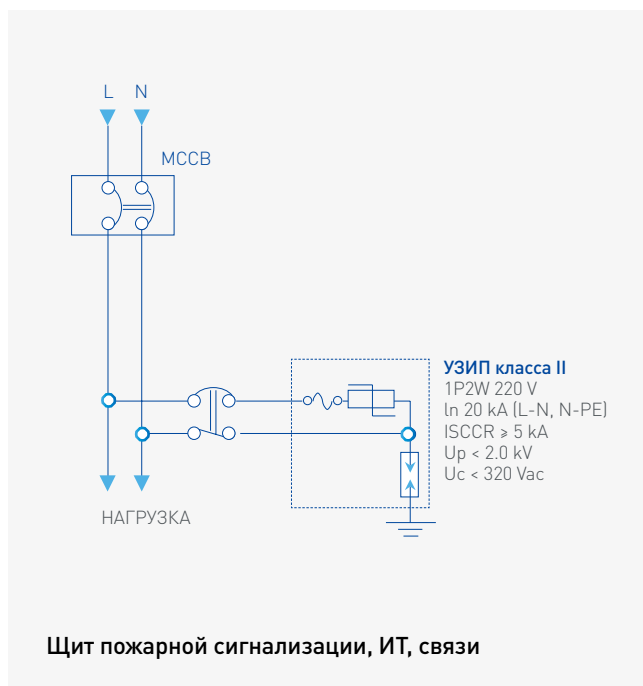 L N
MCCB
УЗИП класса II
1P2W 220 V
ln 20 kA (L-N, N-PE)
ISCCR ⩾ 5 kA
Up < 2.0 kV
Uc < 320 Vac
НАГРУЗКА
Щит пожарной сигнализации, ИТ, связи